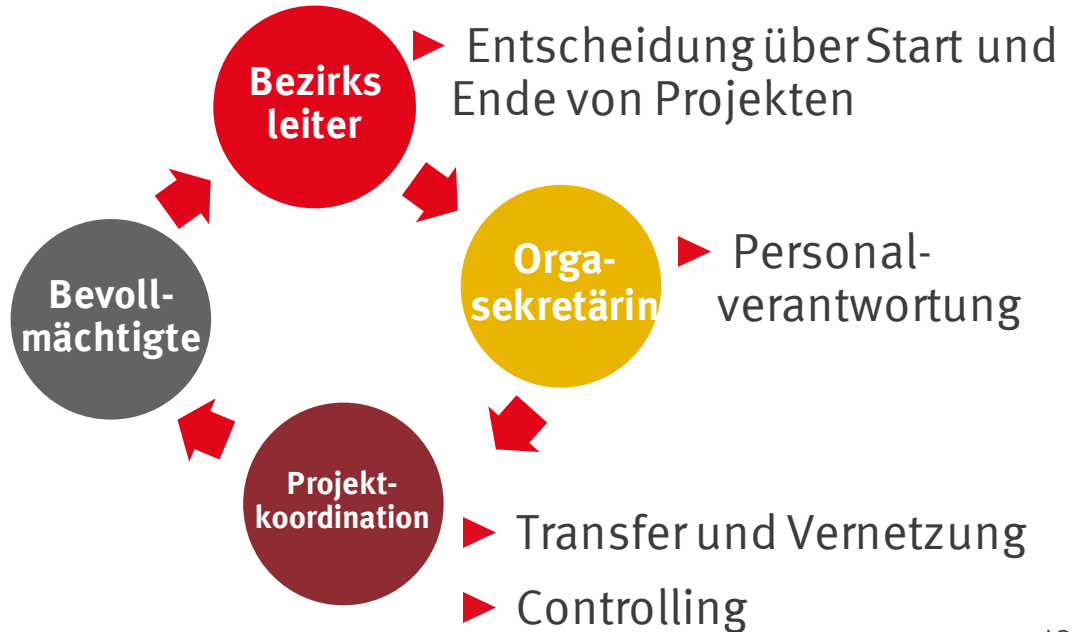 Bezirks
leiter
► Entscheidung über Start und
Ende von Projekten
Orga-
sekretärin
► Personal-
verantwortung
Bevoll-
mächtigte
Projekt-
koordination
► Transfer und Vernetzung
► Controlling